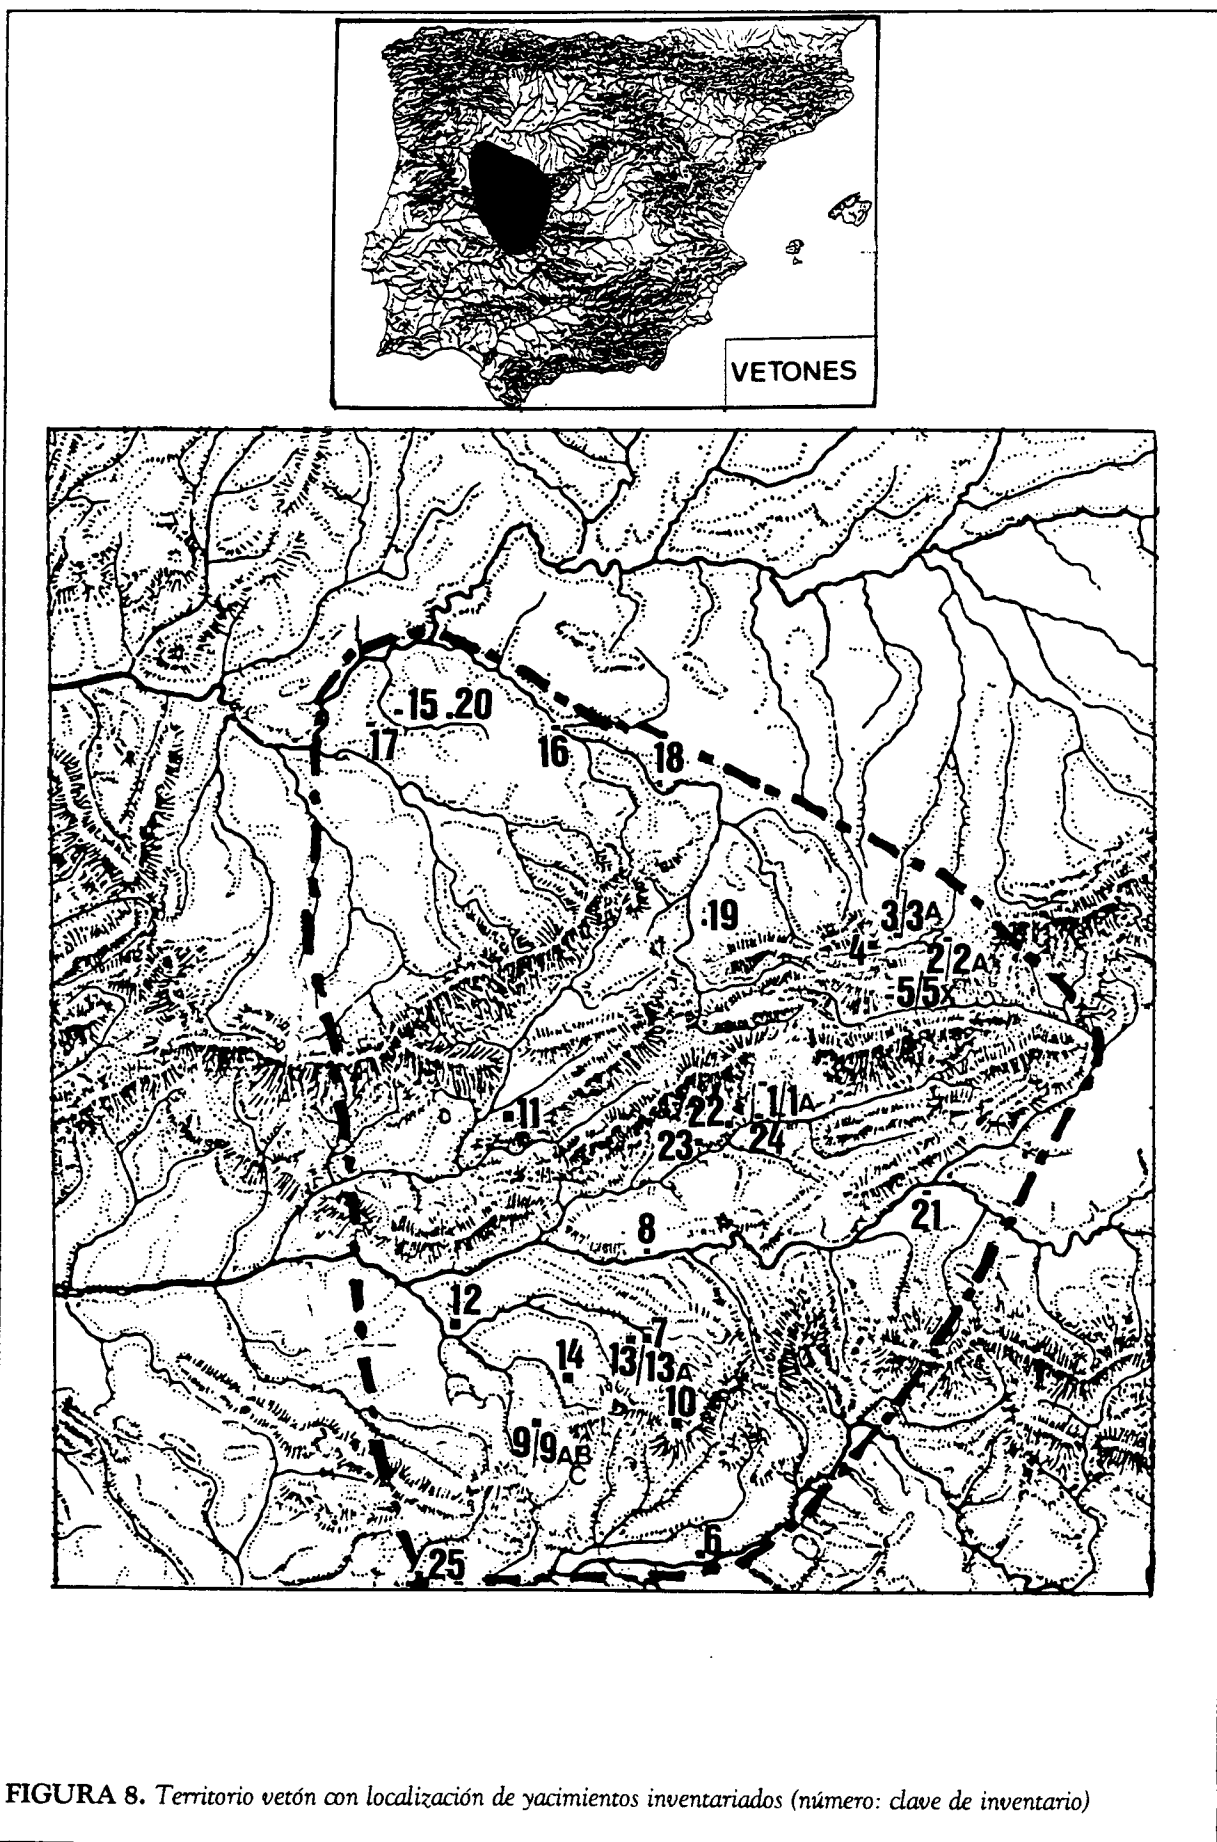 VETONES
15 20
17
16
18
19
3/3A
4
2/2A
5/5X
1/1A
11
22
23
24
21
8
12
7
14
13/13A
10
9/9ABC
6
25
FIGURA 8. Territorio vetón con localización de yacimientos inventariados (número: clave de inventario)